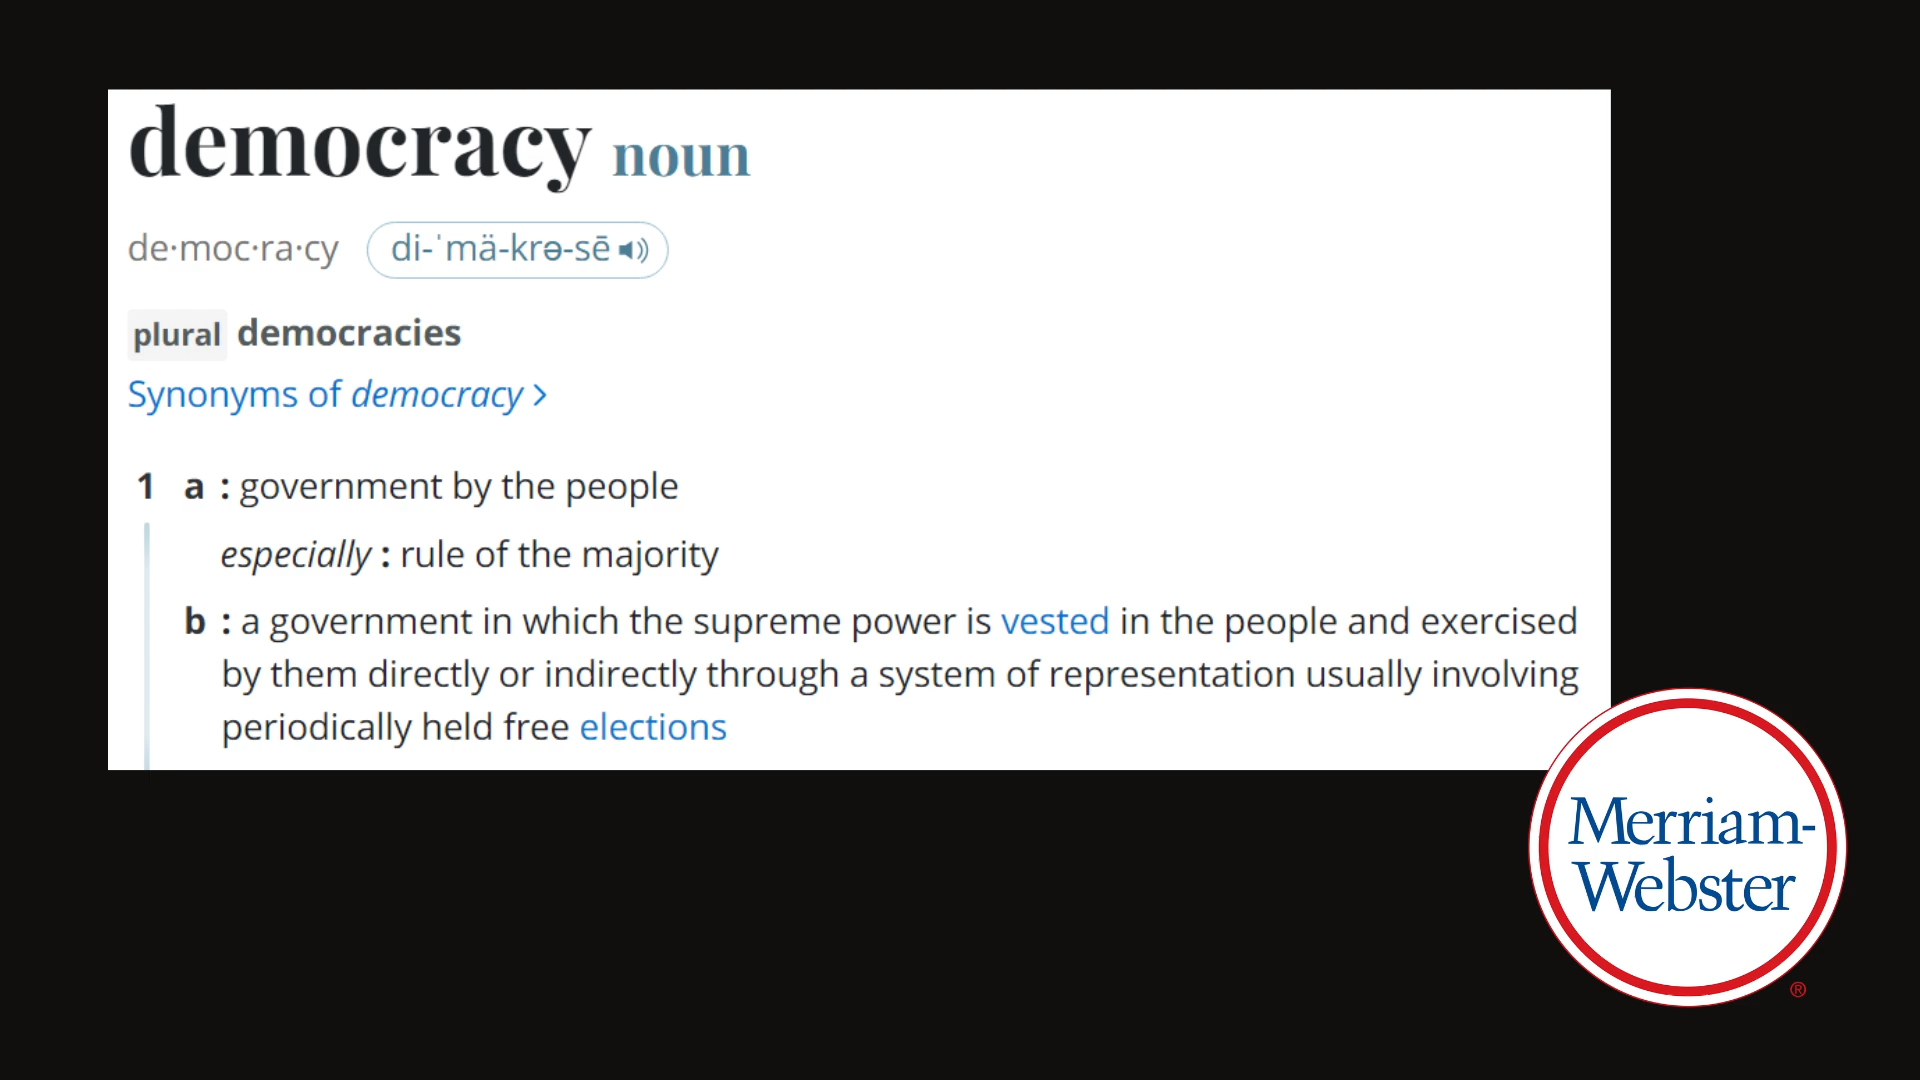 democracy noun
de·moc·ra·cy di-ˈmä-krə-sē
plural democracies
Synonyms of democracy >
1 a : government by the people
especially : rule of the majority
b : a government in which the supreme power is vested in the people and exercised
by them directly or indirectly through a system of representation usually involving
periodically held free elections
Merriam-
Webster
®